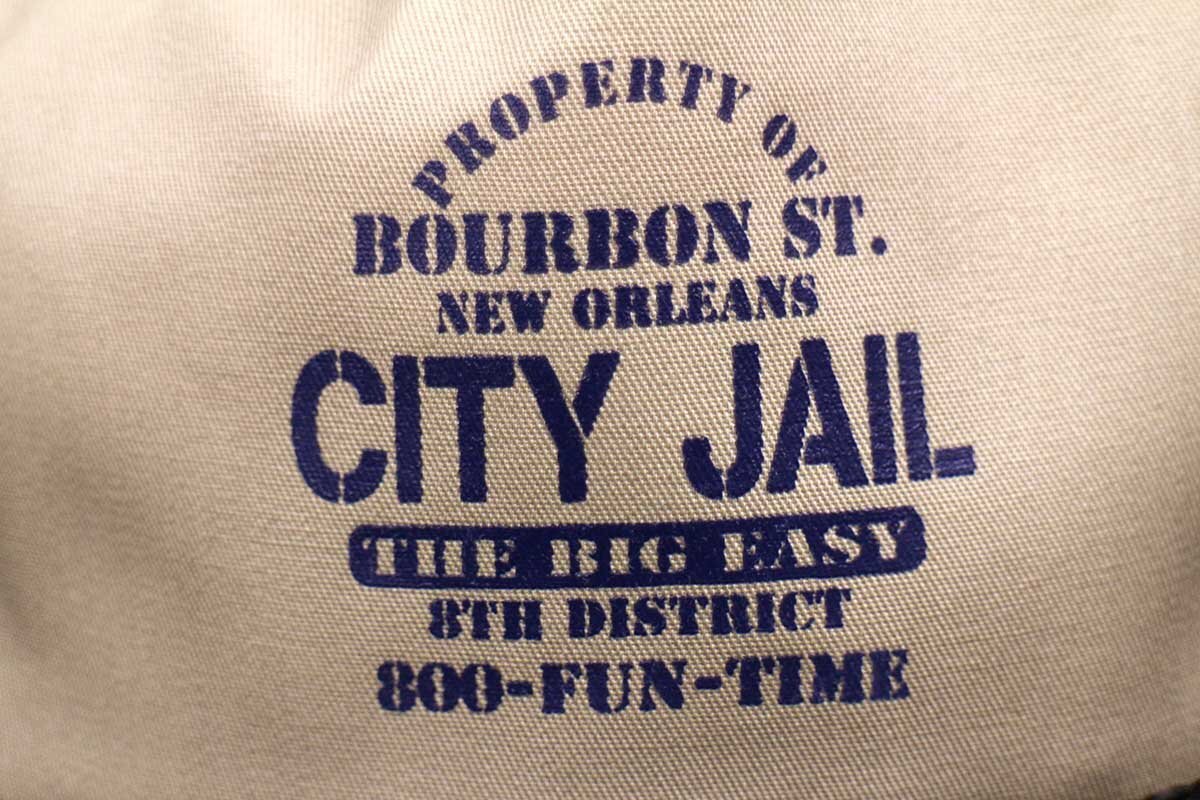 PROPERTY OF
BOURBON ST.
NEW ORLEANS
CITY JAIL
THE BIG EASY
8TH DISTRICT
800-FUN-TIME